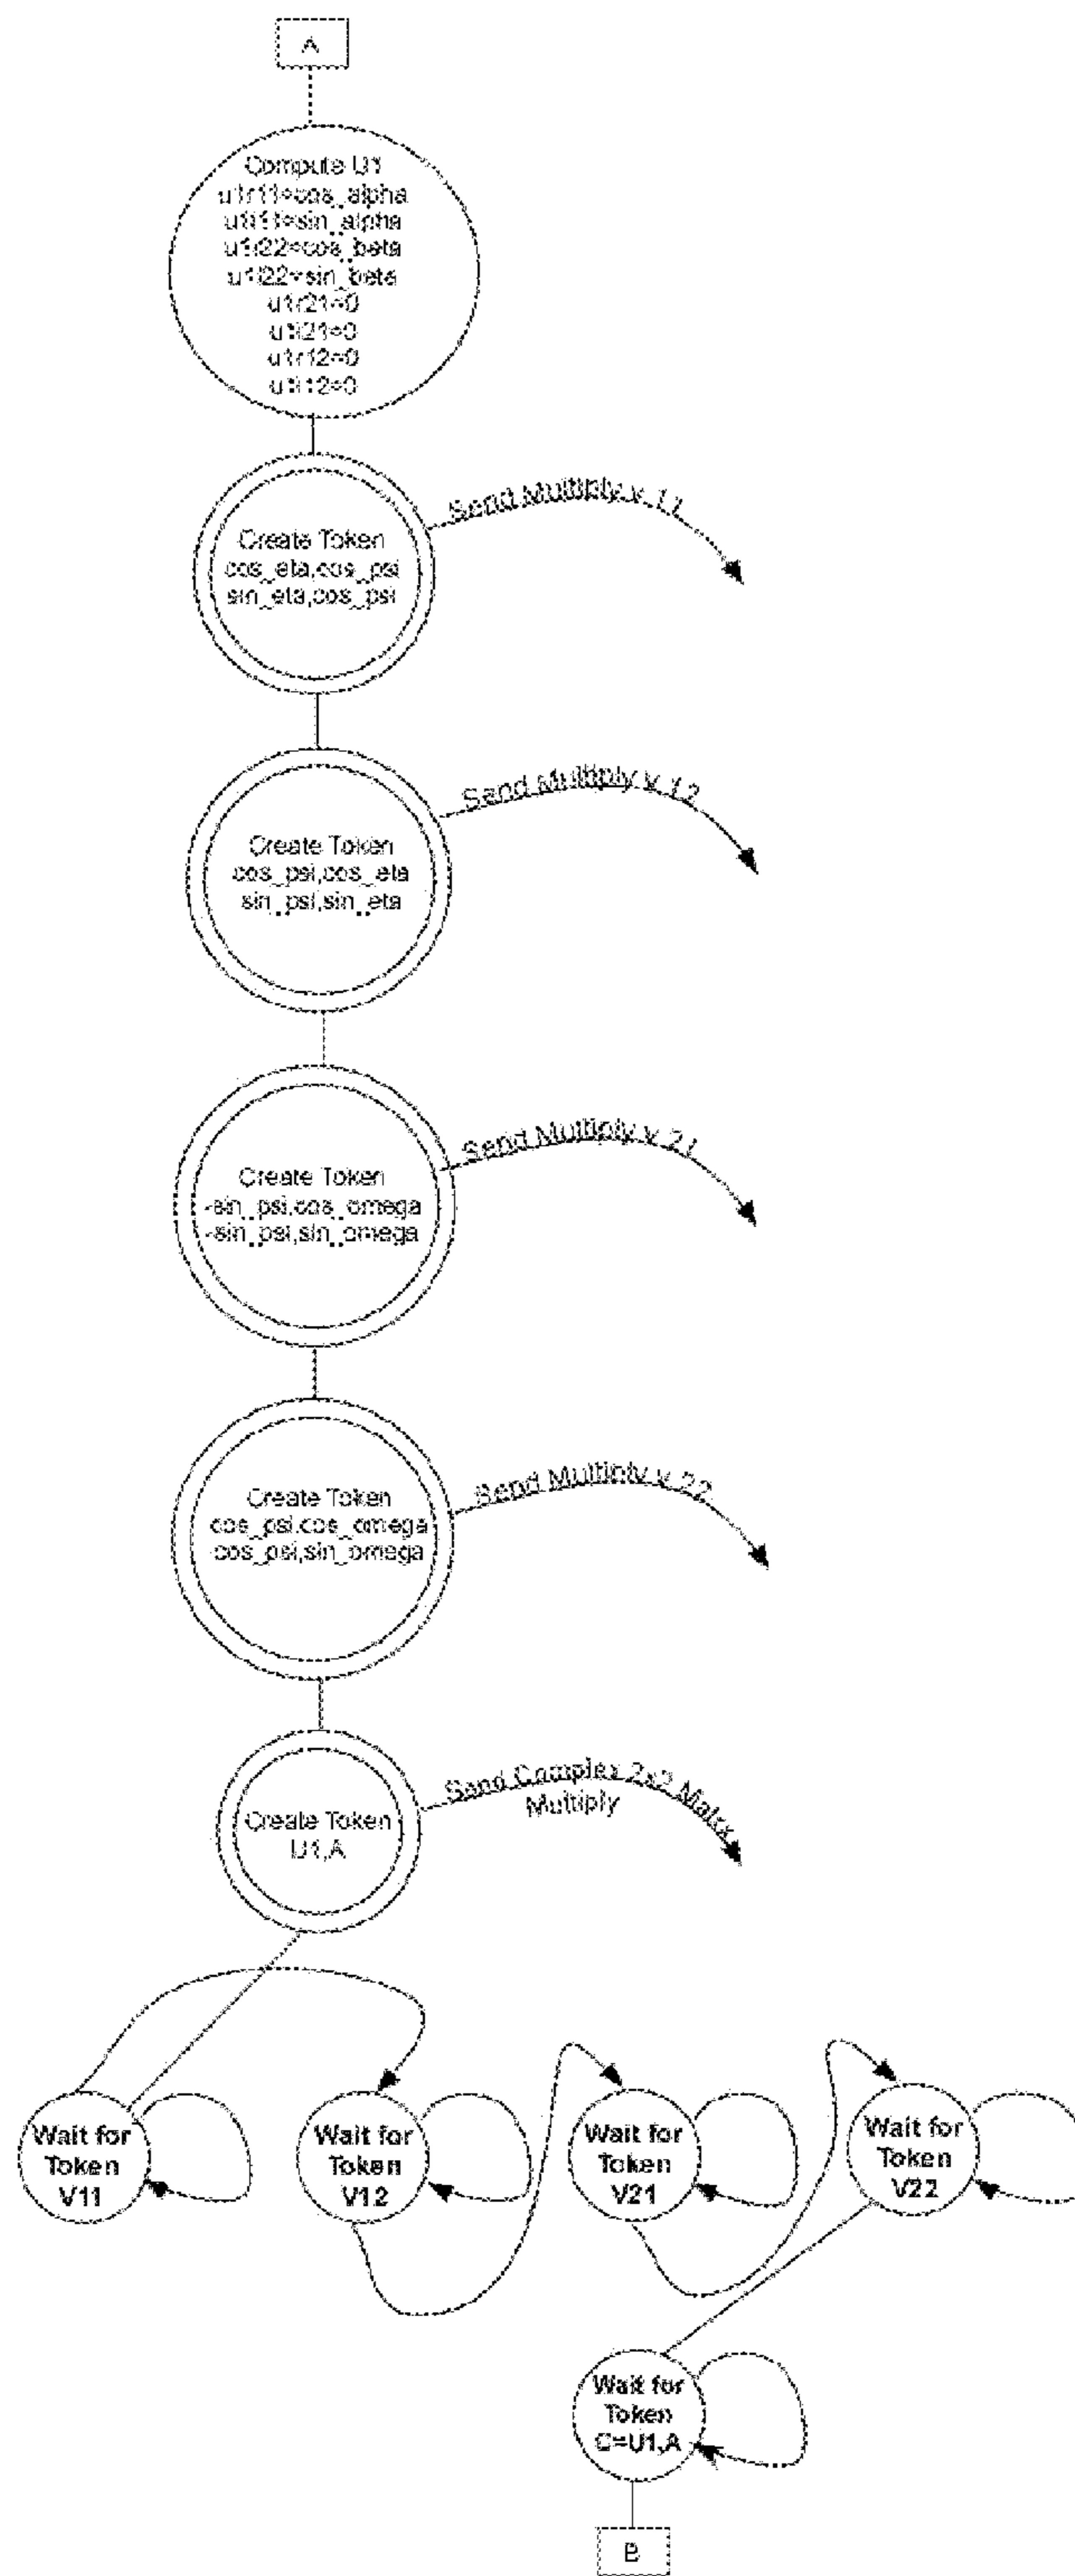 A
Compute U1
u1r11=cos_alpha
u1i11=sin_alpha
u1r22=cos_beta
u1i22=sin_beta
u1r21=0
u1i21=0
u1r12=0
u1i12=0
Create Token
cos_eta,cos_psi
sin_eta,cos_psi
Send Multiply v 11
Create Token
cos_psi,cos_eta
sin_psi,sin_eta
Send Multiply v 12
Create Token
-sin_psi,cos_omega
-sin_psi,sin_omega
Send Multiply v 21
Create Token
cos_psi,cos_omega
cos_psi,sin_omega
Send Multiply v 22
Create Token
U1,A
Send Complex 2x2 Matrx
Multiply
Wait for
Token
V11
Wait for
Token
V12
Wait for
Token
V21
Wait for
Token
V22
Wait for
Token
C=U1,A
B